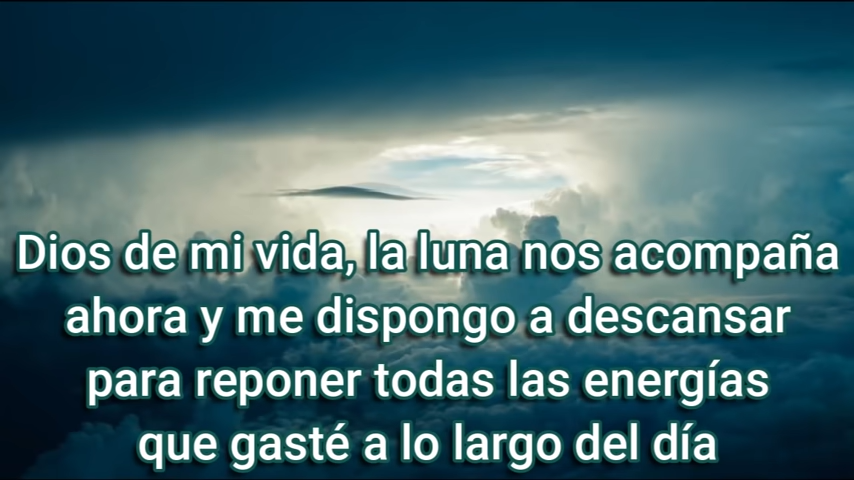 Dios de mi vida, la luna nos acompaña
ahora y me dispongo a descansar
para reponer todas las energías
que gasté a lo largo del día